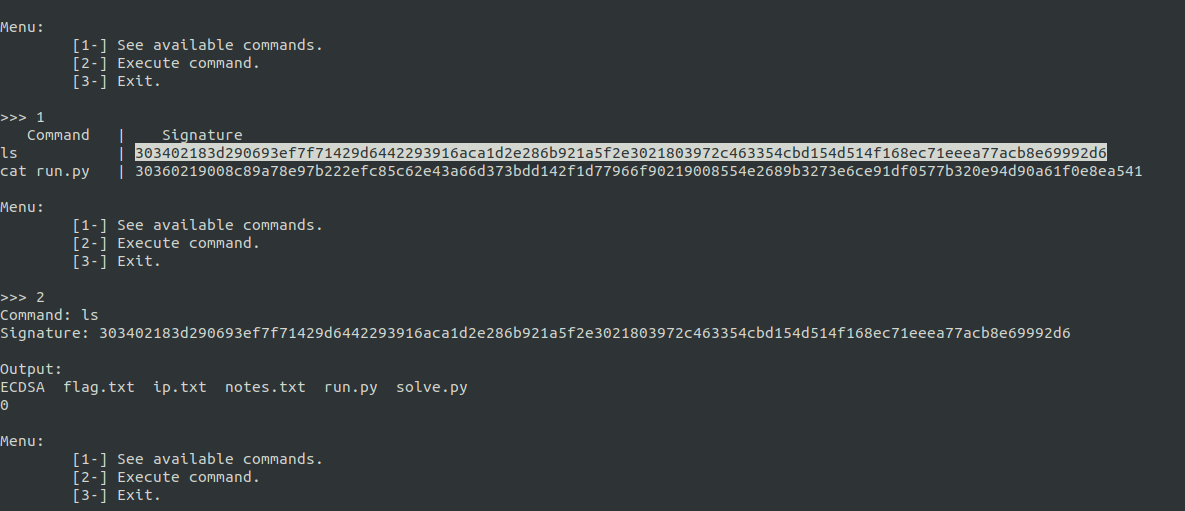 Menu:
[1-] See available commands.
[2-] Execute command.
[3-] Exit.
>>> 1
Command | Signature
ls | 303402183d290693ef7f71429d6442293916aca1d2e286b921a5f2e3021803972c463354cbd154d514f168ec71eeea77acb8e69992d6
cat run.py | 30360219008c89a78e97b222efc85c62e43a66d373bdd142f1d77966f90219008554e2689b3273e6ce91df0577b320e94d90a61f0e8ea541
Menu:
[1-] See available commands.
[2-] Execute command.
[3-] Exit.
>>> 2
Command: ls
Signature: 303402183d290693ef7f71429d6442293916aca1d2e286b921a5f2e3021803972c463354cbd154d514f168ec71eeea77acb8e69992d6
Output:
ECDSA flag.txt ip.txt notes.txt run.py solve.py
0
Menu:
[1-] See available commands.
[2-] Execute command.
[3-] Exit.